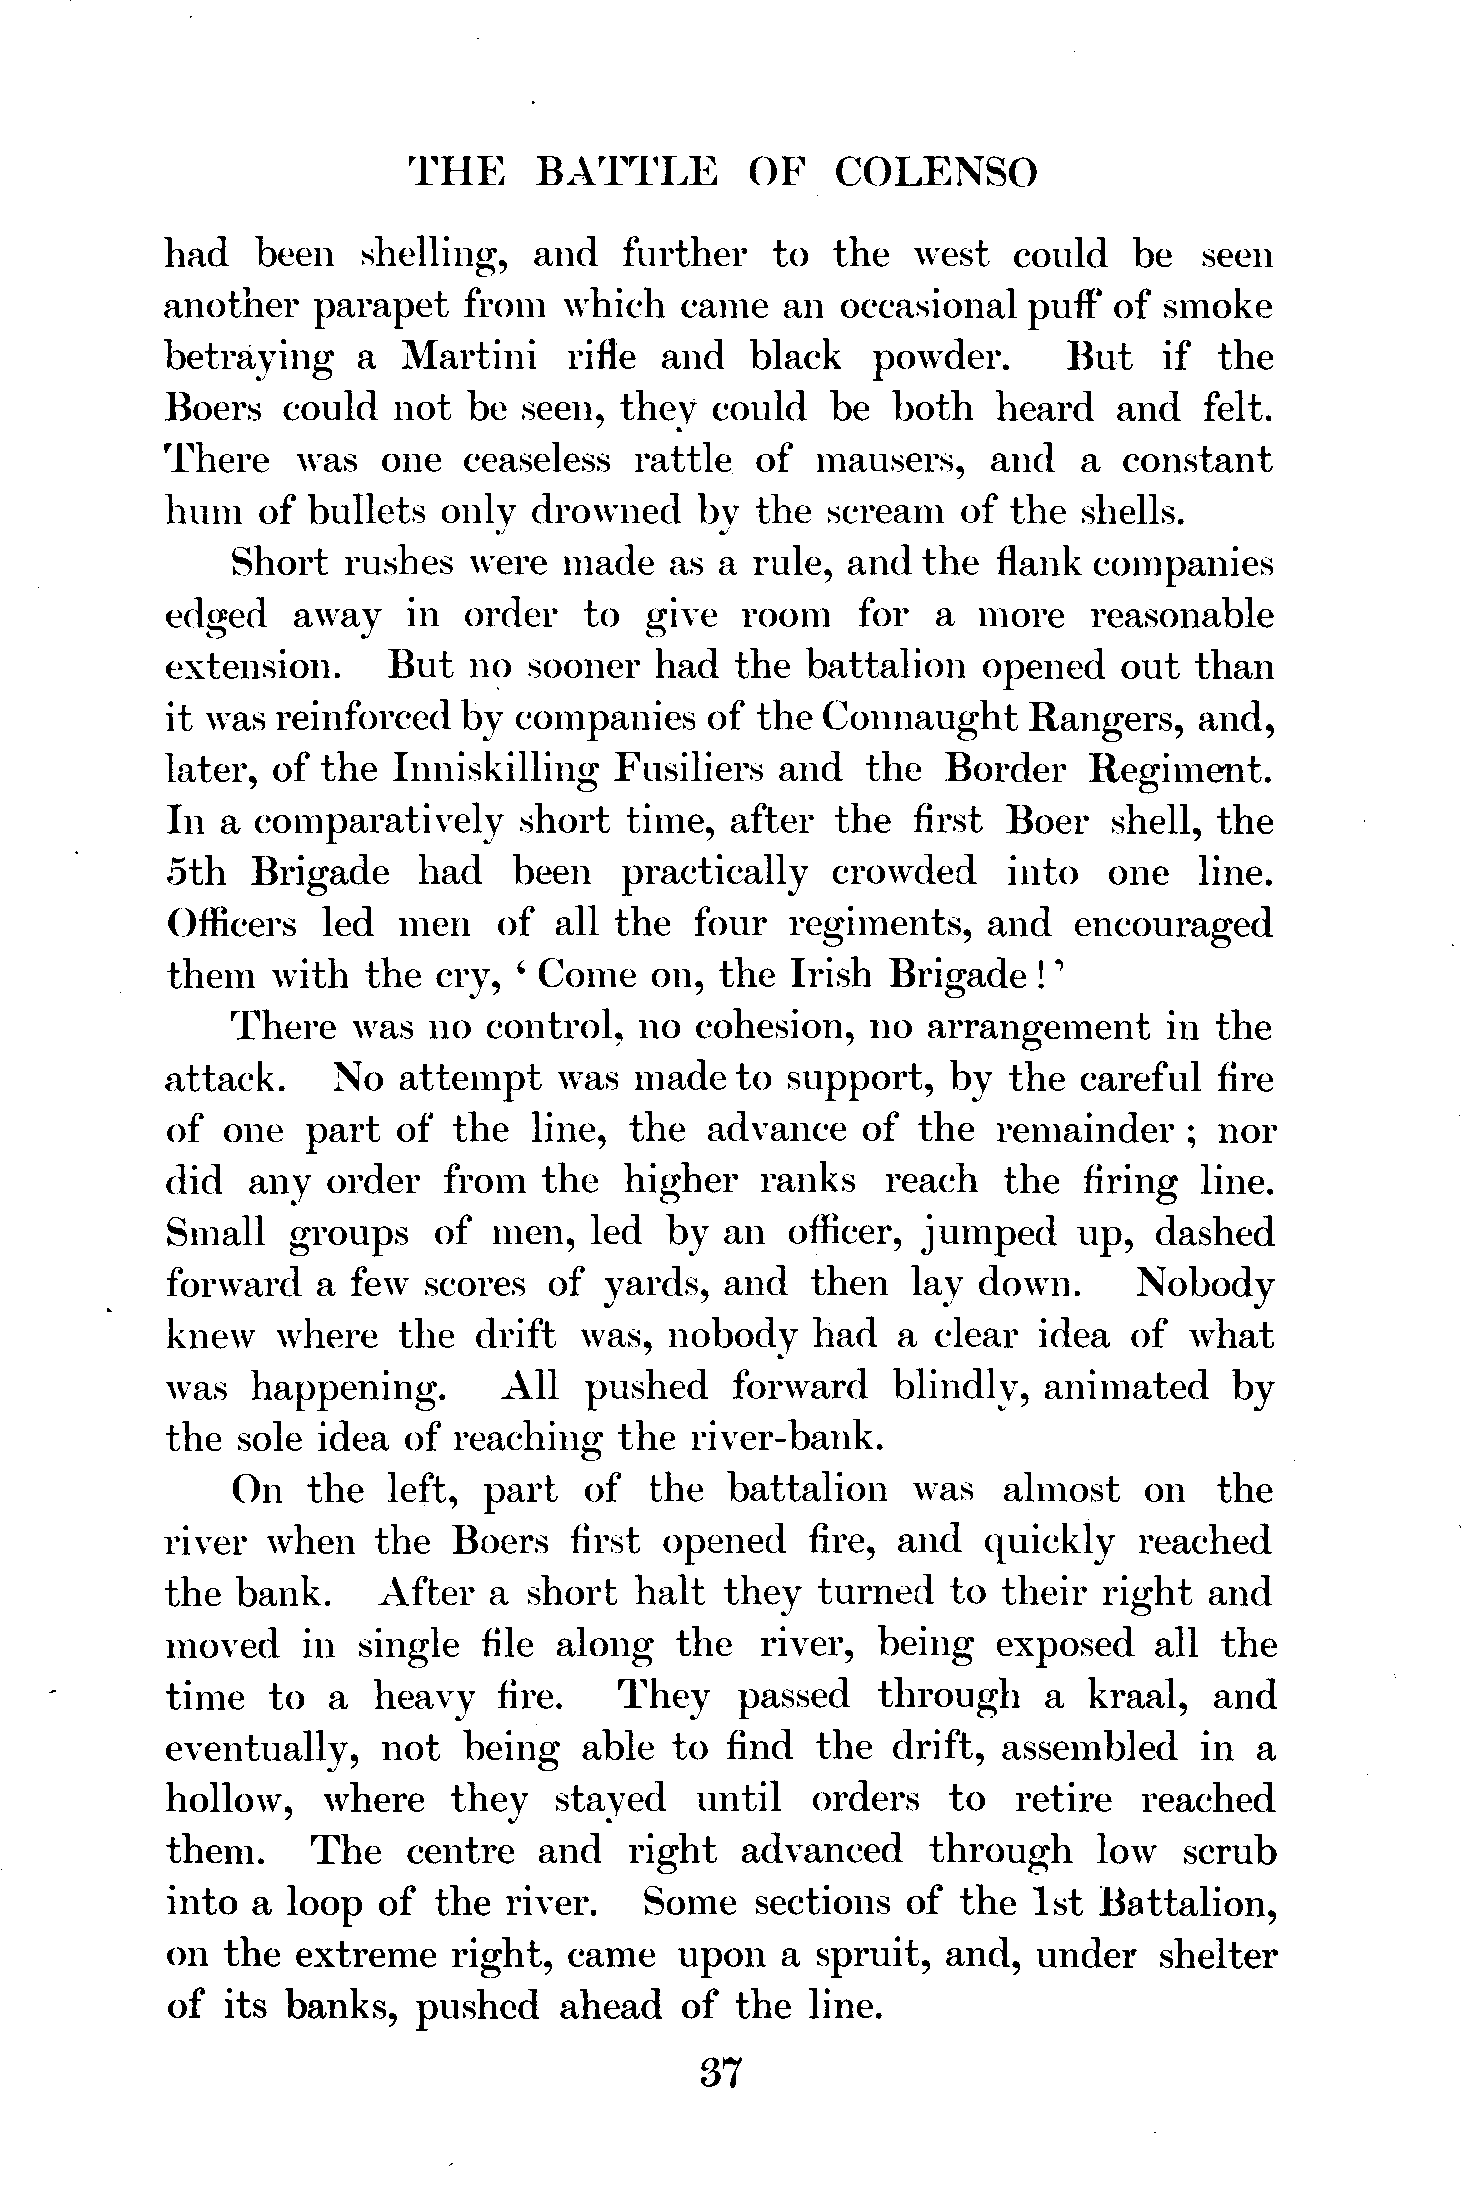 THE BATTLE OF COLENSO
had been shelling, and further to the west could be seen
another parapet from which came an occasional puff of smoke
betraying a Martini rifle and black powder. But if the
Boers could not be seen, they could be both heard and felt.
There was one ceaseless rattle of mausers, and a constant
hum of bullets only drowned by the scream of the shells.
Short rushes were made as a rule, and the flank companies
edged away in order to give room for a more reasonable
extension. But no sooner had the battalion opened out than
it was reinforced by companies of the Connaught Rangers, and,
later, of the Inniskilling Fusiliers and the Border Regiment.
In a comparatively short time, after the first Boer shell, the
5th Brigade had been practically crowded into one line.
Officers led men of all the four regiments, and encouraged
them with the cry, ‘ Come on, the Irish Brigade ! ’
There was no control, no cohesion, no arrangement in the
attack. No attempt was made to support, by the careful fire
of one part of the line, the advance of the remainder ; nor
did any order from the higher ranks reach the firing line.
Small groups of men, led by an officer, jumped up, dashed
forward a few scores of yards, and then lay down. Nobody
knew where the drift was, nobody had a clear idea of what
was happening. All pushed forward blindly, animated by
the sole idea of reaching the river-bank.
On the left, part of the battalion was almost on the
river when the Boers first opened fire, and quickly reached
the bank. After a short halt they turned to their right and
moved in single file along the river, being exposed all the
time to a heavy fire. They passed through a kraal, and
eventually, not being able to find the drift, assembled in a
hollow, where they stayed until orders to retire reached
them. The centre and right advanced through low scrub
into a loop of the river. Some sections of the 1st Battalion,
on the extreme right, came upon a spruit, and, under shelter
of its banks, pushed ahead of the line.
37